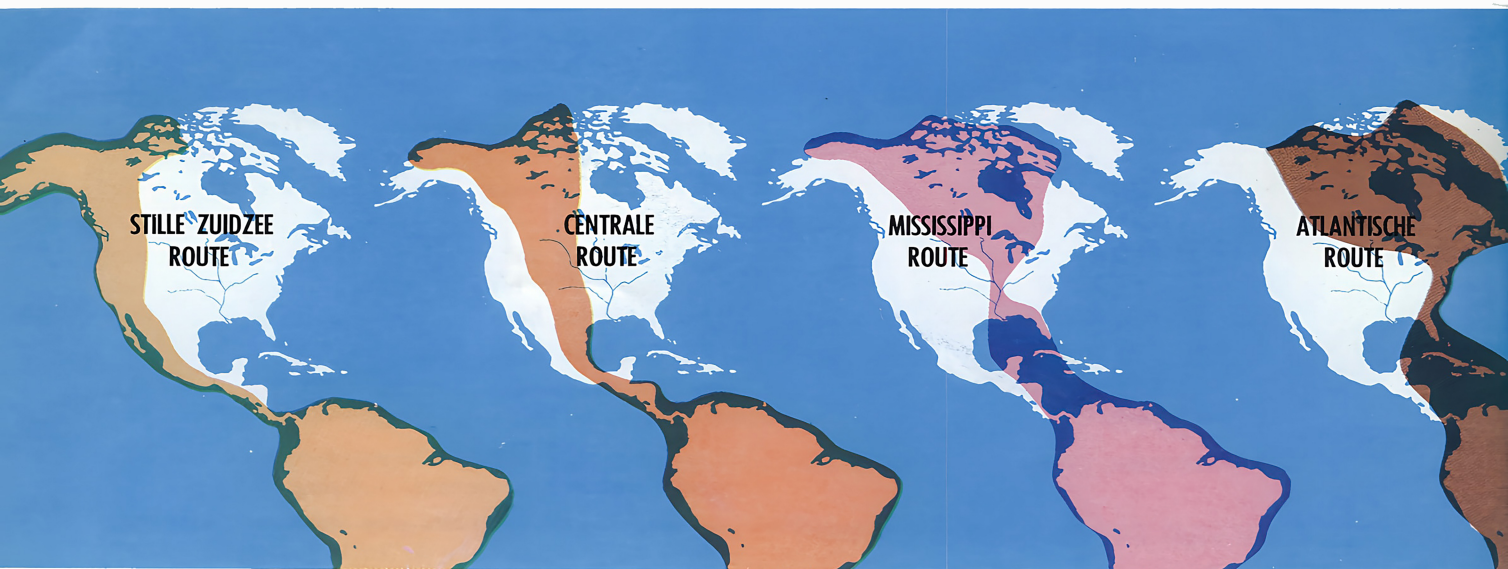 STILLE ZUIDZEE
ROUTE
CENTRALE
ROUTE
MISSISSIPPI
ROUTE
ATLANTISCHE
ROUTE